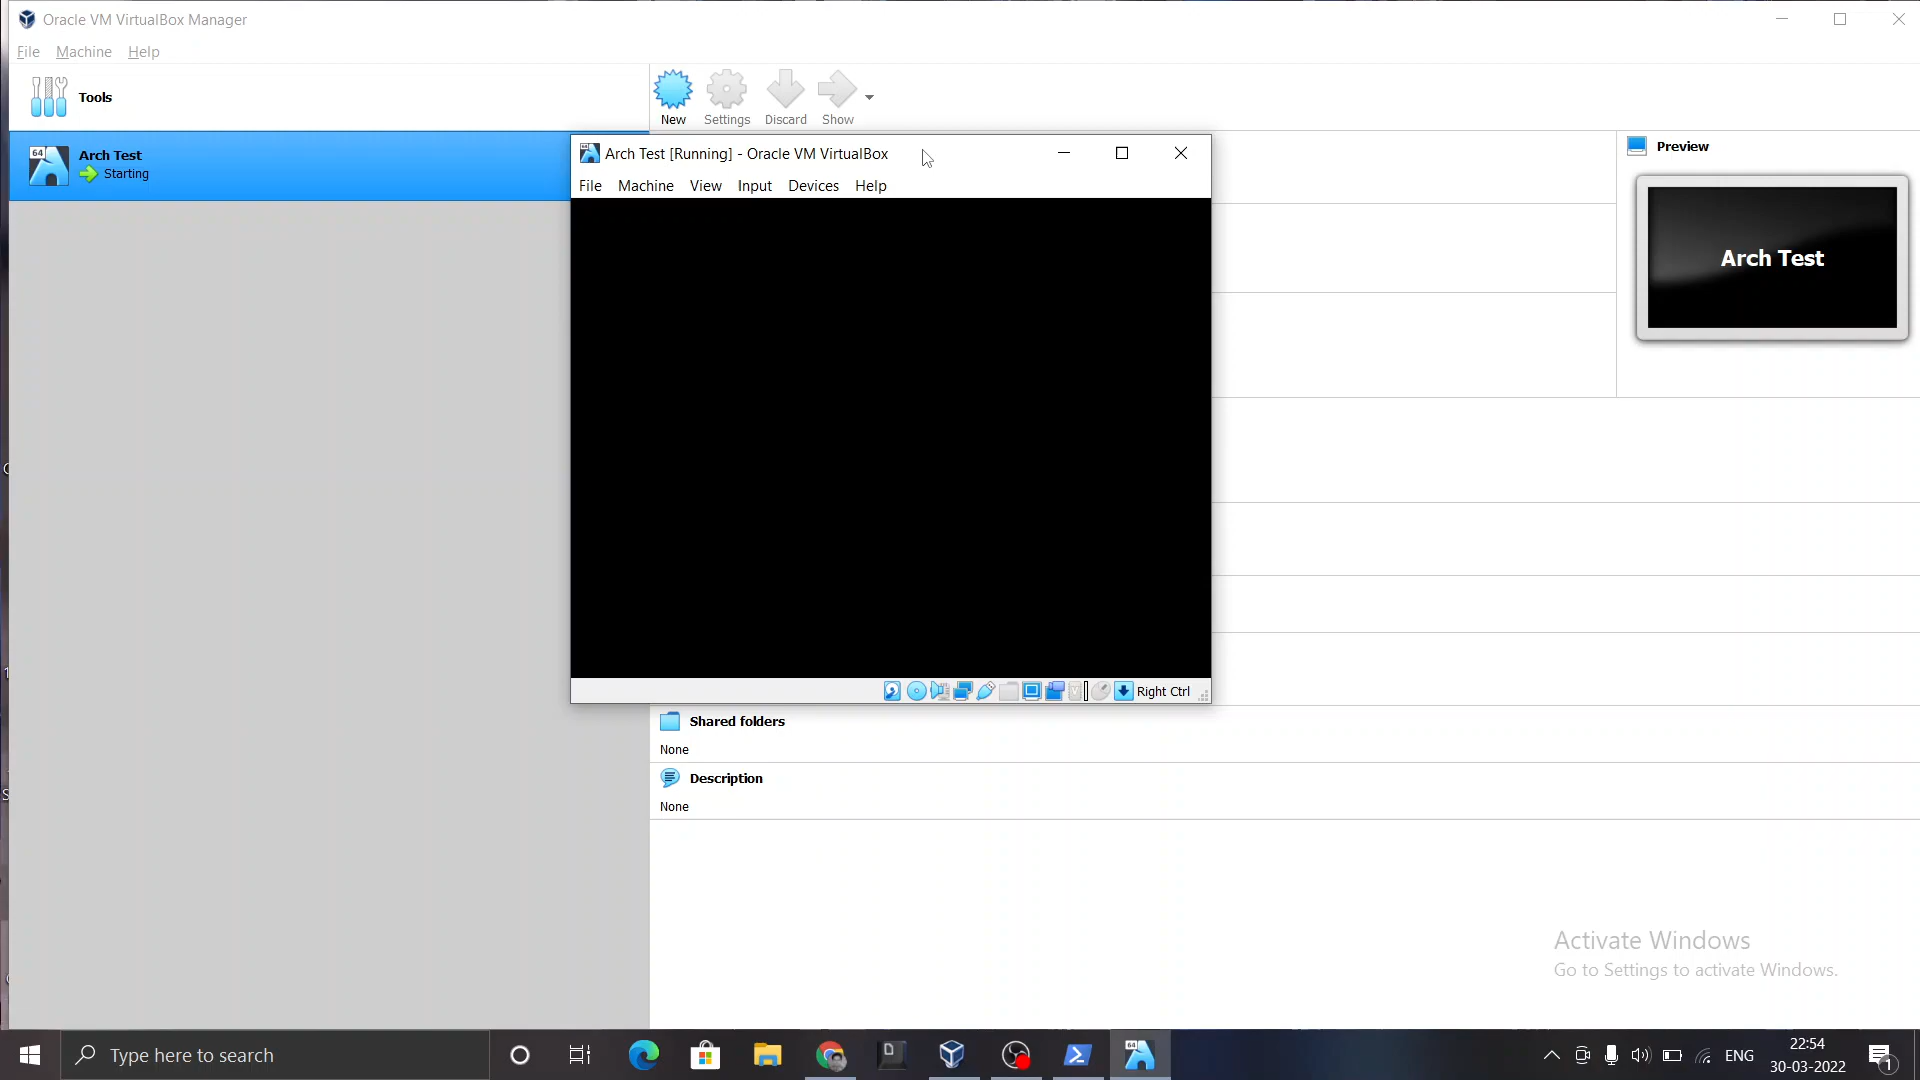 Oracle VM VirtualBox Manager
File Machine Help
Tools
New Settings Discard Show
64 Arch Test
Starting
Arch Test [Running] - Oracle VM VirtualBox
File Machine View Input Devices Help
Preview
Arch Test
Right Ctrl
Shared folders
None
Description
None
Activate Windows
Go to Settings to activate Windows.
Type here to search
ENG
22:54
30-03-2022
1